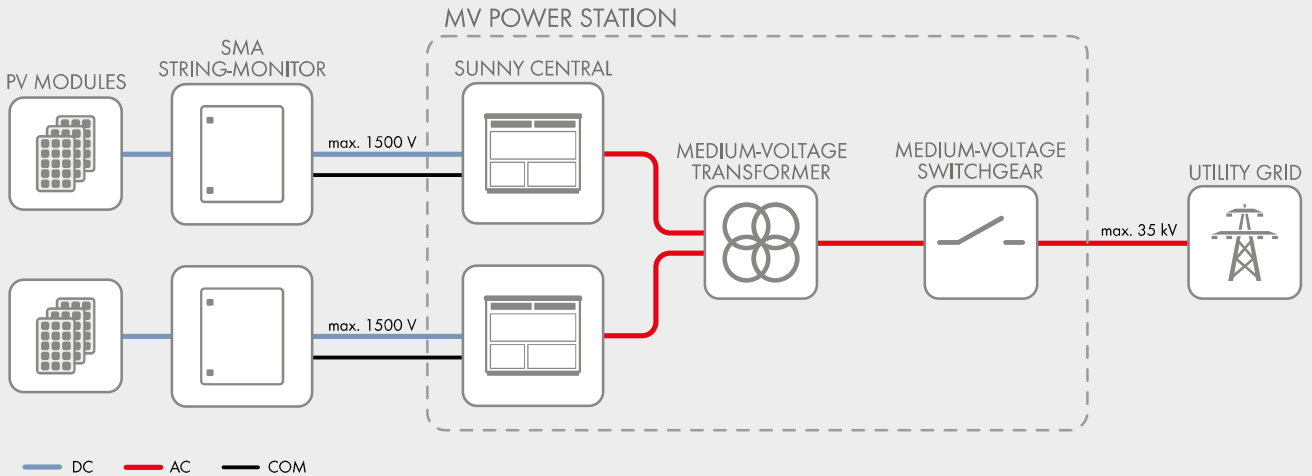 MV POWER STATION
SMA
STRING-MONITOR
PV MODULES
SUNNY CENTRAL
max. 1500 V
MEDIUM-VOLTAGE
TRANSFORMER
MEDIUM-VOLTAGE
SWITCHGEAR
UTILITY GRID
max. 35 kV
max. 1500 V
DC
AC
COM